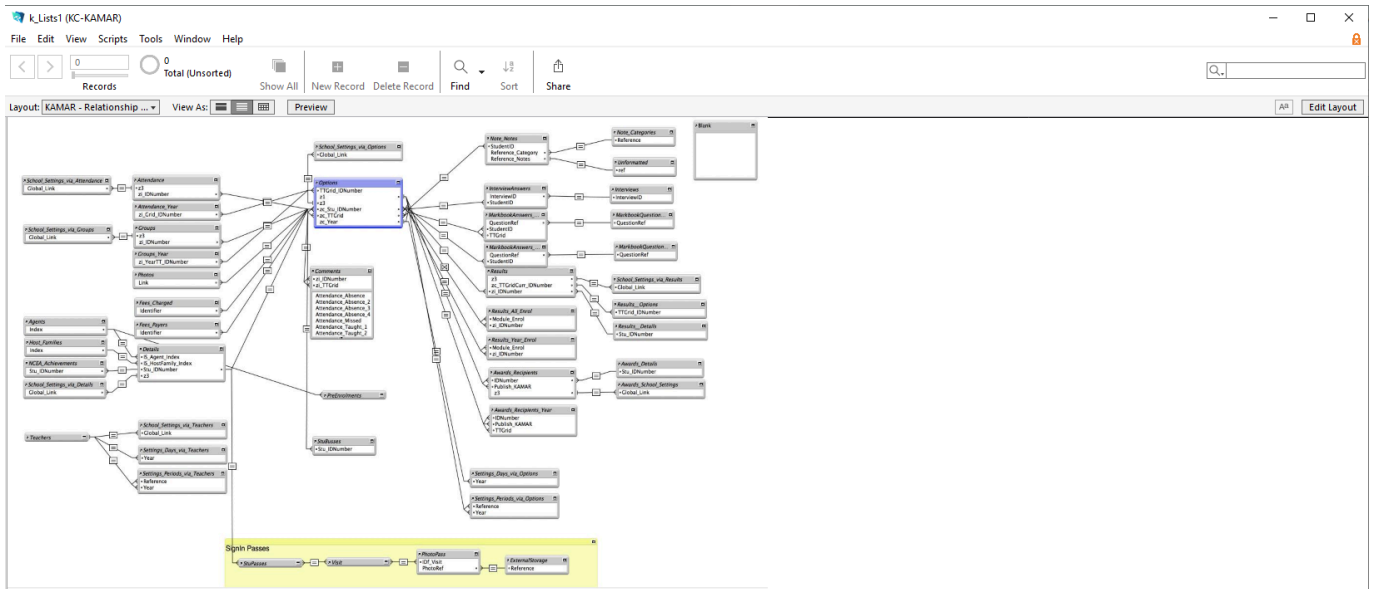 k_Lists1 (KC-KAMAR)
File Edit View Scripts Tools Window Help
0
Records
0
Total (Unsorted)
Show All
New Record
Delete Record
Find
Sort
Share
Layout: KAMAR - Relationship ...
View As:
Preview
Edit Layout
School_Settings_via_Attendance
Global_Link
Attendance
z3
zi_IDNumber
Attendance_Year
zi_Grid_IDNumber
School_Settings_via_Groups
Global_Link
Groups
z3
zi_IDNumber
Groups_Year
zi_YearTT_IDNumber
Photos
Link
Fees_Charged
Identifier
Fees_Payers
Identifier
Agents
Index
Host_Families
Index
NCEA_Achievements
Stu_IDNumber
School_Settings_via_Details
Global_Link
Details
Stu_IDNumber
z3
Teachers
School_Settings_via_Teachers
Global_Link
Settings_Days_via_Teachers
Year
Settings_Periods_via_Teachers
Reference
Year
School_Settings_via_Options
Global_Link
Options
TTGrid_IDNumber
z1
z3
zc_Stu_IDNumber
zc_TTGrid
zc_Year
Comments
zi_IDNumber
zi_TTGrid
Attendance_Absence
Attendance_Absence_2
Attendance_Absence_3
Attendance_Absence_4
Attendance_Missed
Attendance_Taught_1
Attendance_Taught_2
PreEnrolments
StuBusses
Stu_IDNumber
Note_Notes
StudentID
Reference_Category
Reference_Notes
Note_Categories
Reference
Unformatted
ref
Blank
InterviewAnswers
InterviewID
StudentID
Interviews
InterviewID
MarkbookAnswers_...
QuestionRef
StudentID
TTGrid
MarkbookQuestion...
QuestionRef
MarkbookAnswers_...
QuestionRef
StudentID
MarkbookQuestion...
QuestionRef
Results
z3
zc_TTGridCurr_IDNumber
zi_IDNumber
School_Settings_via_Results
Global_Link
Results__Options
TTGrid_IDNumber
Results__Details
Stu_IDNumber
Results_All_Enrol
Module_Enrol
zi_IDNumber
Results_Year_Enrol
Module_Enrol
zi_IDNumber
Awards_Recipients
IDNumber
Publish_KAMAR
z3
Awards_Details
Stu_IDNumber
Awards_School_Settings
Global_Link
Awards_Recipients_Year
IDNumber
Publish_KAMAR
TTGrid
Settings_Days_via_Options
Year
Settings_Periods_via_Options
Reference
Year
SignIn Passes
StuPasses
Visit
PhotoPass
IDf_Visit
PhotoRef
ExternalStorage
Reference